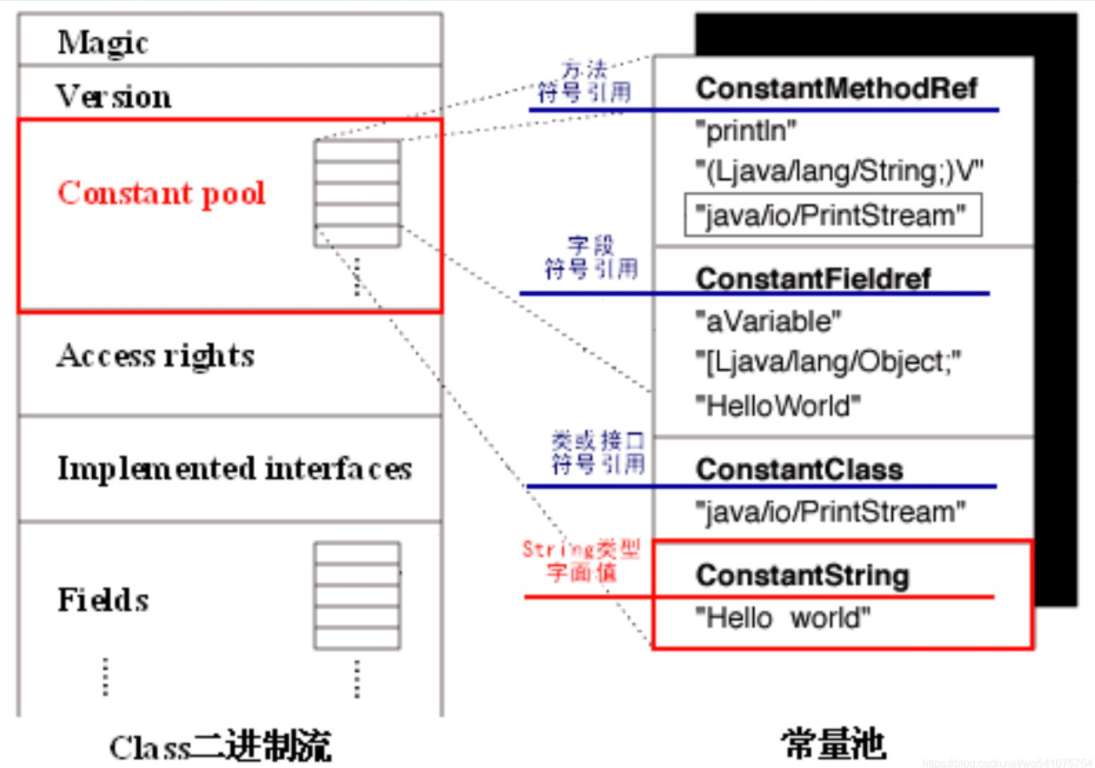 Magic
Version
Constant pool
Access rights
Implemented interfaces
Fields
Class二进制流
方法
符号引用
ConstantMethodRef
"println"
"(Ljava/lang/String;)V"
"java/io/PrintStream"
字段
符号引用
ConstantFieldref
"aVariable"
"[Ljava/lang/Object;"
"HelloWorld"
类或接口
符号引用
ConstantClass
"java/io/PrintStream"
String类型
字面值
ConstantString
"Hello world"
常量池
https://blog.csdn.net/wo541075754